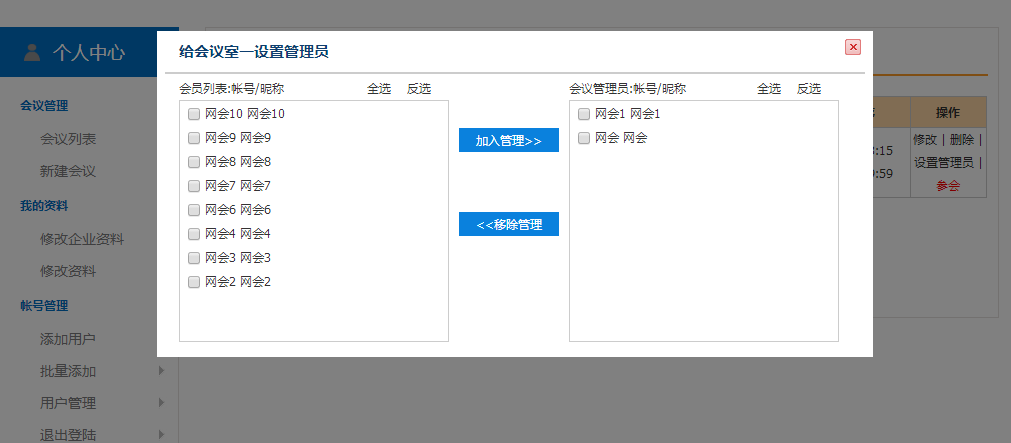 个人中心
会议管理
会议列表
新建会议
我的资料
修改企业资料
修改资料
帐号管理
添加用户
批量添加
用户管理
退出登陆
给会议室一设置管理员
会员列表:帐号/昵称 全选 反选
网会10 网会10
网会9 网会9
网会8 网会8
网会7 网会7
网会6 网会6
网会4 网会4
网会3 网会3
网会2 网会2
加入管理>>
<<移除管理
会议管理员:帐号/昵称 全选 反选
网会1 网会1
网会 网会
操作
:15
:59
修改 | 删除 |
设置管理员 |
参会